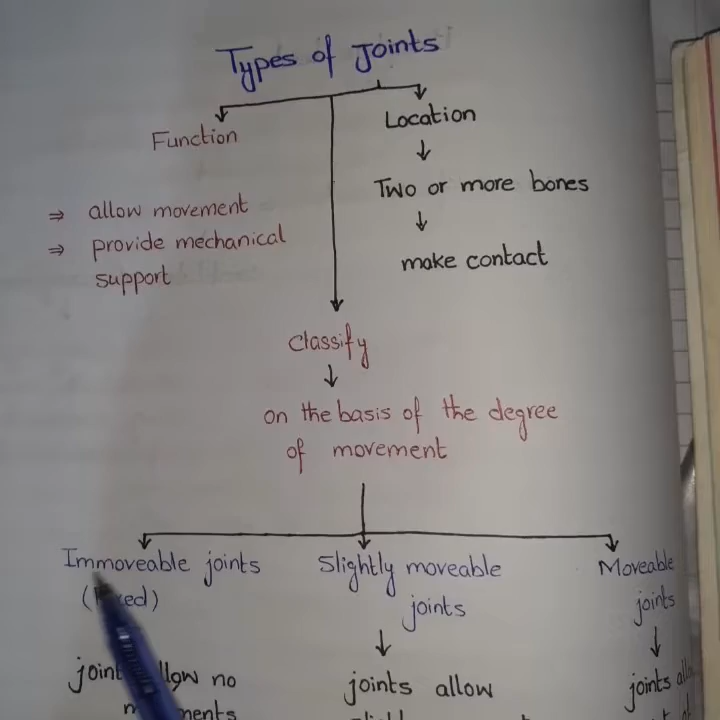 Types of Joints
Function
Location
Two or more bones
⇒ allow movement
⇒ provide mechanical
support
make contact
Classify
on the basis of the degree
of movement
Immoveable joints
Slightly moveable
joints
Moveable
joints
no
joints allow
joints